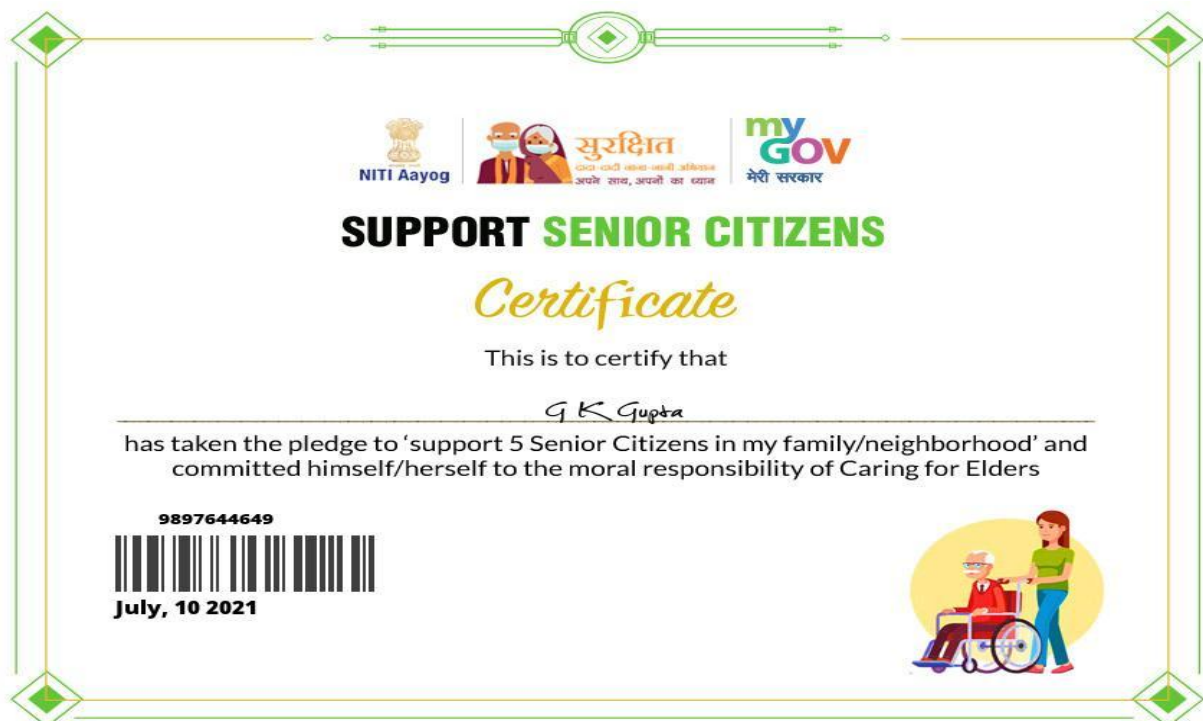 NITI Aayog
सुरक्षित
दादा-दादी नाना-नानी अभियान
अपने साथ, अपनों का ध्यान
my
GOV
मेरी सरकार
SUPPORT SENIOR CITIZENS
Certificate
This is to certify that
G K Gupta
has taken the pledge to ‘support 5 Senior Citizens in my family/neighborhood’ and
committed himself/herself to the moral responsibility of Caring for Elders
9897644649
July, 10 2021